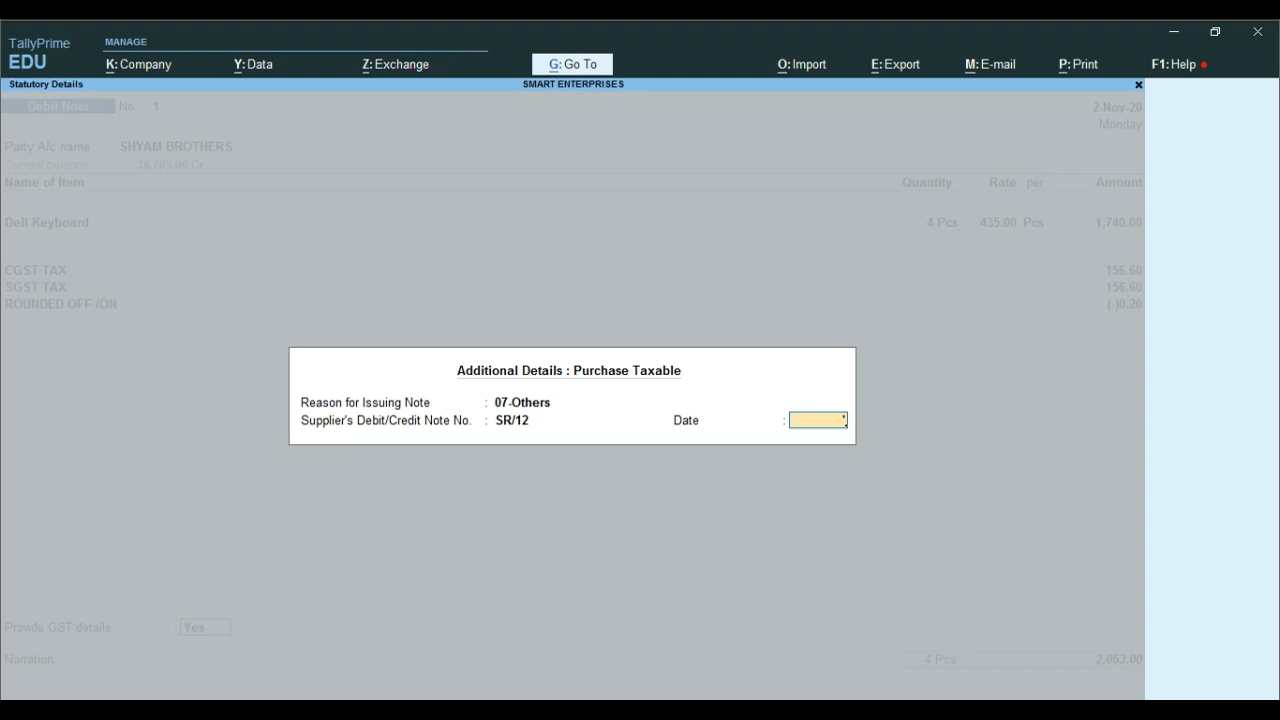 TallyPrime
EDU
MANAGE
K: Company Y: Data Z: Exchange G: Go To O: Import E: Export M: E-mail P: Print F1: Help
Statutory Details SMART ENTERPRISES
Debit Note No. 1 2-Nov-20
Monday
Party A/c name : SHYAM BROTHERS
Current balance : 38,705.00 Cr
Name of Item Quantity Rate per Amount
Dell Keyboard 4 Pcs 435.00 Pcs 1,740.00
CGST TAX 156.60
SGST TAX 156.60
ROUNDED OFF /ON (-)0.20
Additional Details : Purchase Taxable
Reason for Issuing Note : 07-Others
Supplier's Debit/Credit Note No. : SR/12 Date :
Provide GST details : Yes
Narration: 4 Pcs 2,053.00